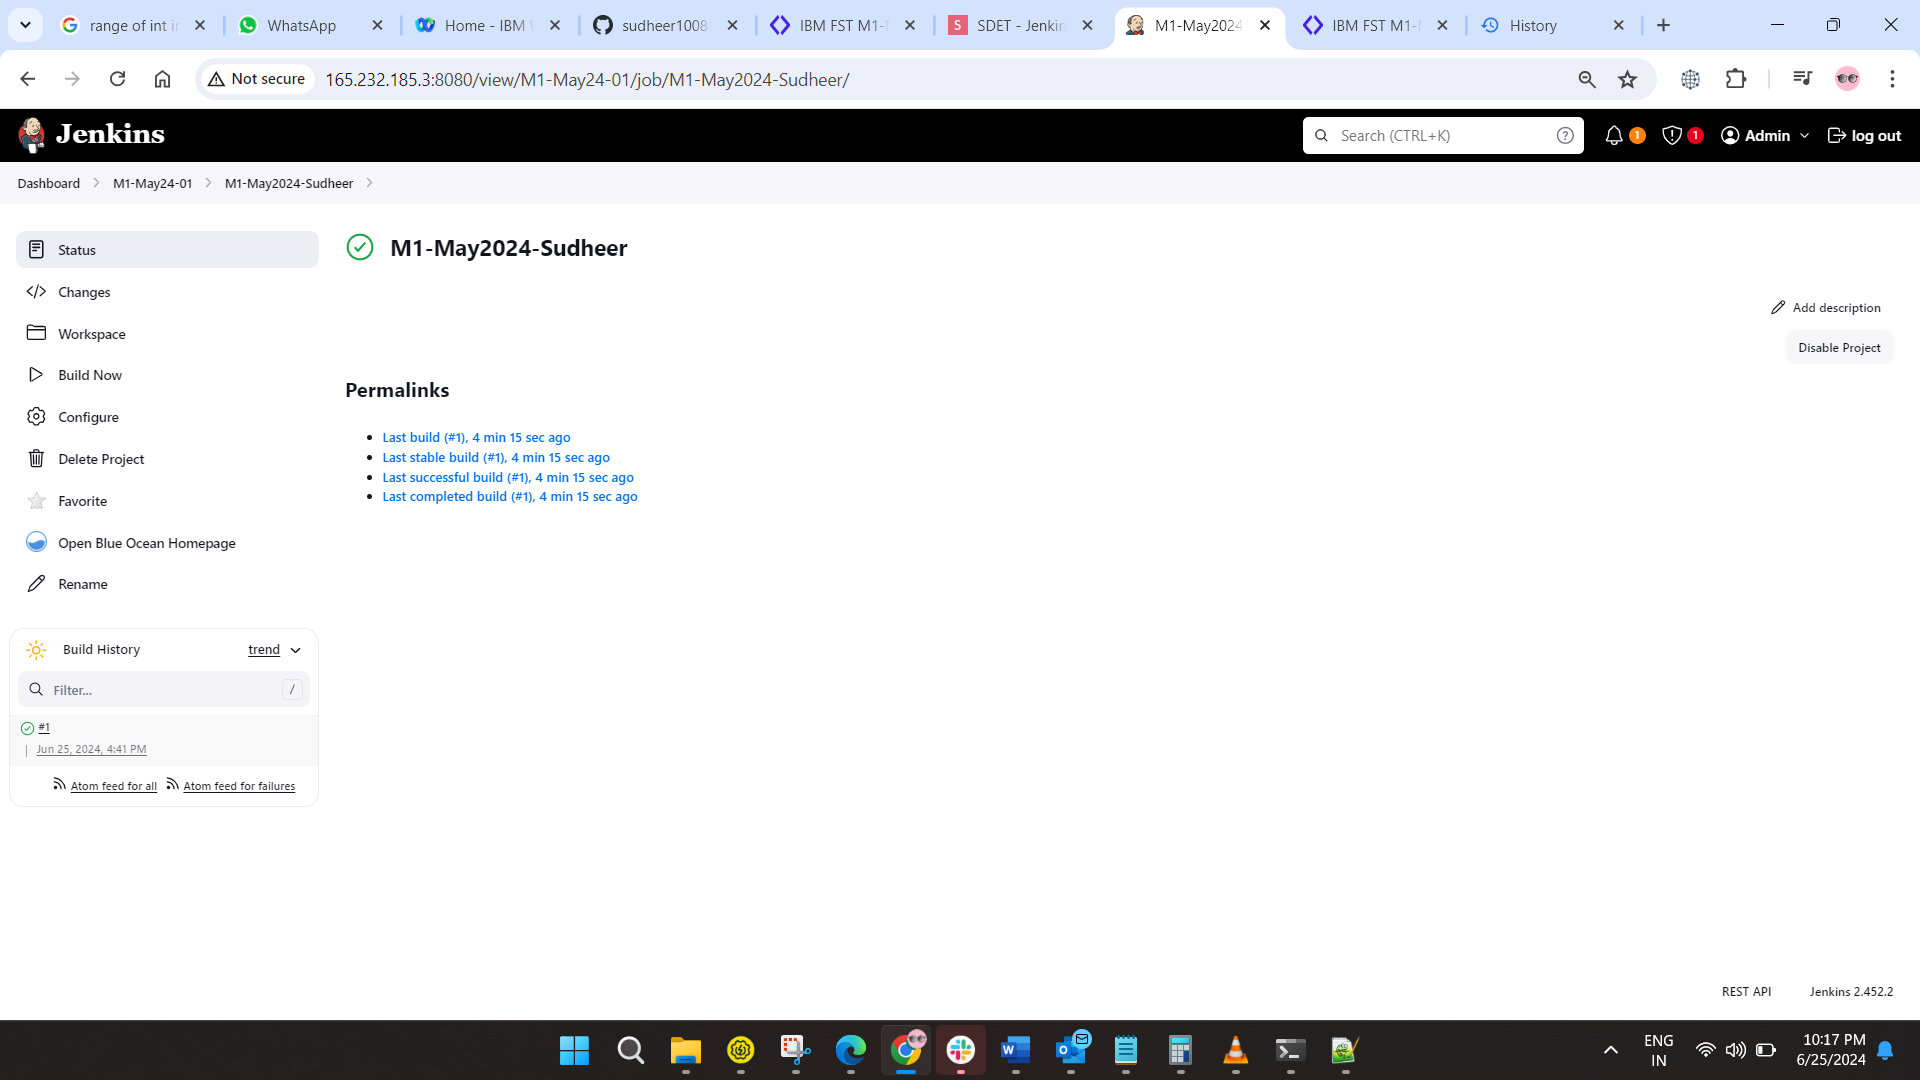 range of int i
WhatsApp
Home - IBM
sudheer1008
IBM FST M1-
SDET - Jenkin
M1-May2024
IBM FST M1-
History
Not secure
165.232.185.3:8080/view/M1-May24-01/job/M1-May2024-Sudheer/
Jenkins
Search (CTRL+K)
?
1
1
Admin
log out
Dashboard
M1-May24-01
M1-May2024-Sudheer
Status
Changes
Workspace
Build Now
Configure
Delete Project
Favorite
Open Blue Ocean Homepage
Rename
M1-May2024-Sudheer
Add description
Disable Project
Permalinks
Last build (#1), 4 min 15 sec ago
Last stable build (#1), 4 min 15 sec ago
Last successful build (#1), 4 min 15 sec ago
Last completed build (#1), 4 min 15 sec ago
Build History
trend
Filter...
/
#1
Jun 25, 2024, 4:41 PM
Atom feed for all
Atom feed for failures
REST API
Jenkins 2.452.2
ENG
IN
10:17 PM
6/25/2024